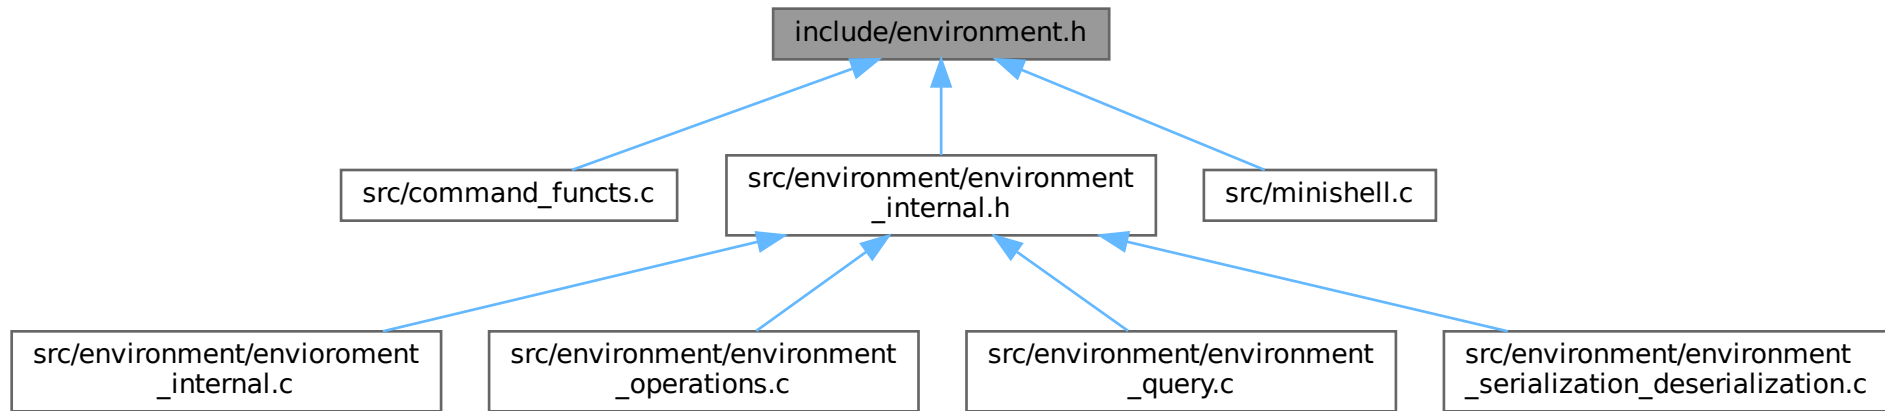 include/environment.h
src/command_functs.c
src/environment/environment
_internal.h
src/minishell.c
src/environment/envioroment
_internal.c
src/environment/environment
_operations.c
src/environment/environment
_query.c
src/environment/environment
_serialization_deserialization.c